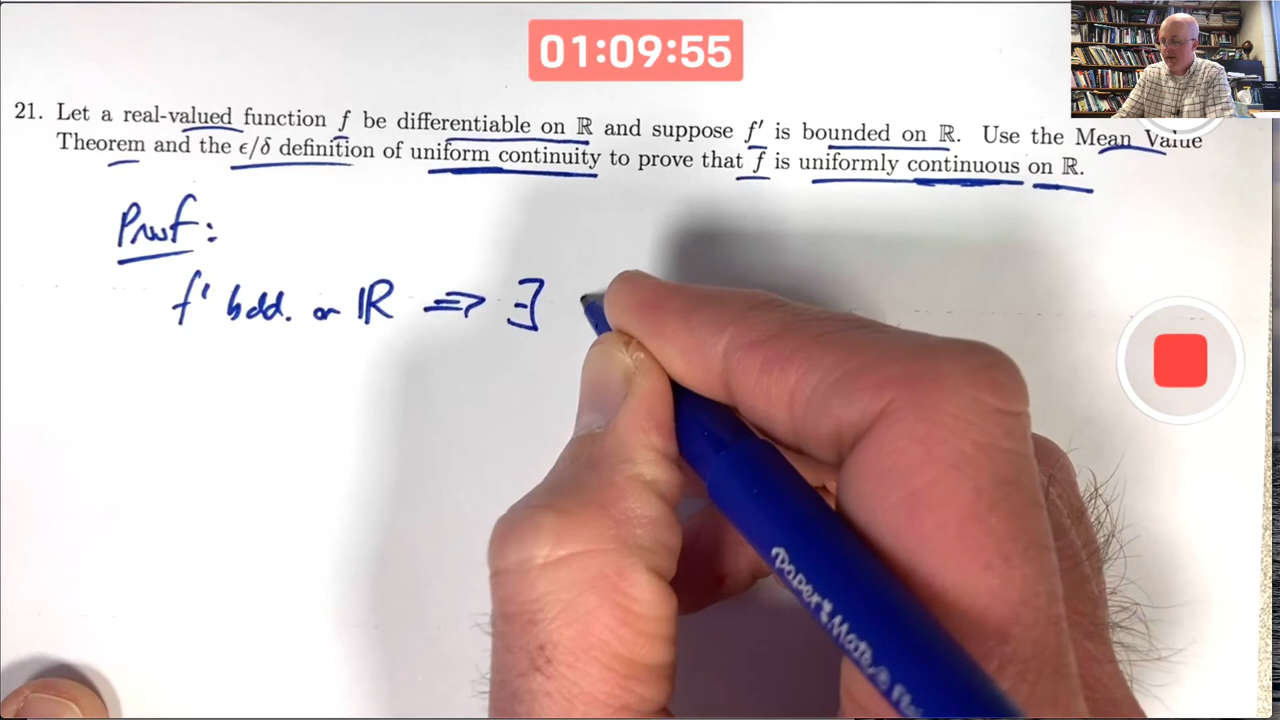 01:09:55
21. Let a real-valued function f be differentiable on ℝ and suppose f′ is bounded on ℝ. Use the Mean Value
Theorem and the ϵ/δ definition of uniform continuity to prove that f is uniformly continuous on ℝ.
Proof:
f′ bdd. on ℝ ⇒ ∃
PaperMate®